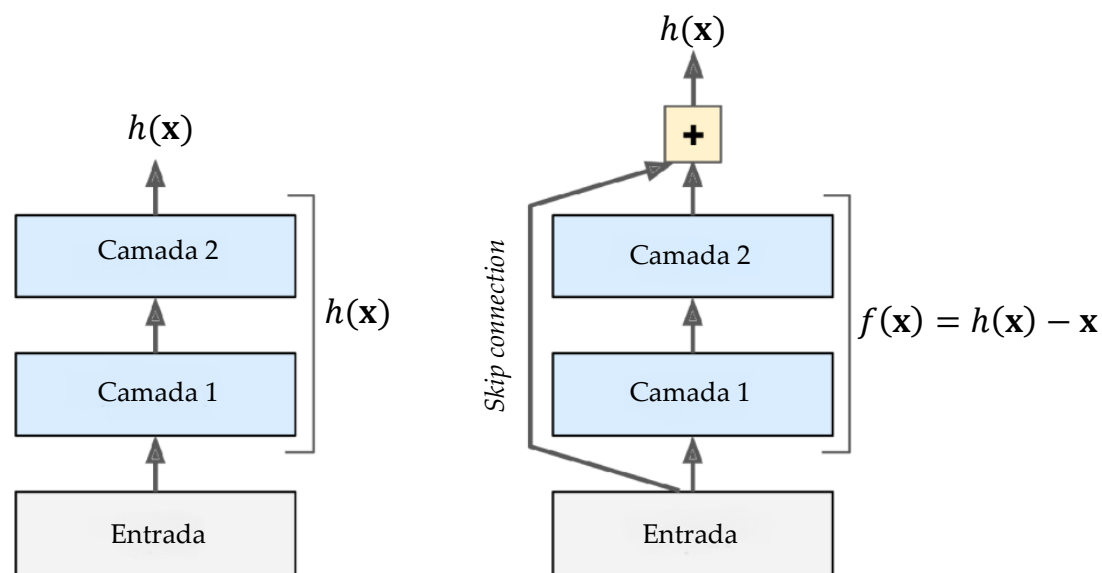 h(x)
Camada 2
Camada 1
h(x)
Entrada
h(x)
+
Skip connection
Camada 2
Camada 1
f(x) = h(x) − x
Entrada